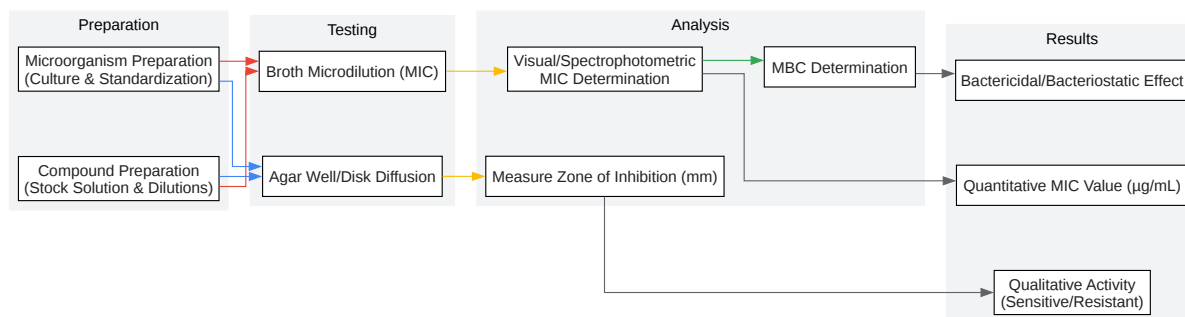 Preparation
Microorganism Preparation
(Culture & Standardization)
Compound Preparation
(Stock Solution & Dilutions)
Testing
Broth Microdilution (MIC)
Agar Well/Disk Diffusion
Analysis
Visual/Spectrophotometric
MIC Determination
MBC Determination
Measure Zone of Inhibition (mm)
Results
Bactericidal/Bacteriostatic Effect
Quantitative MIC Value (µg/mL)
Qualitative Activity
(Sensitive/Resistant)